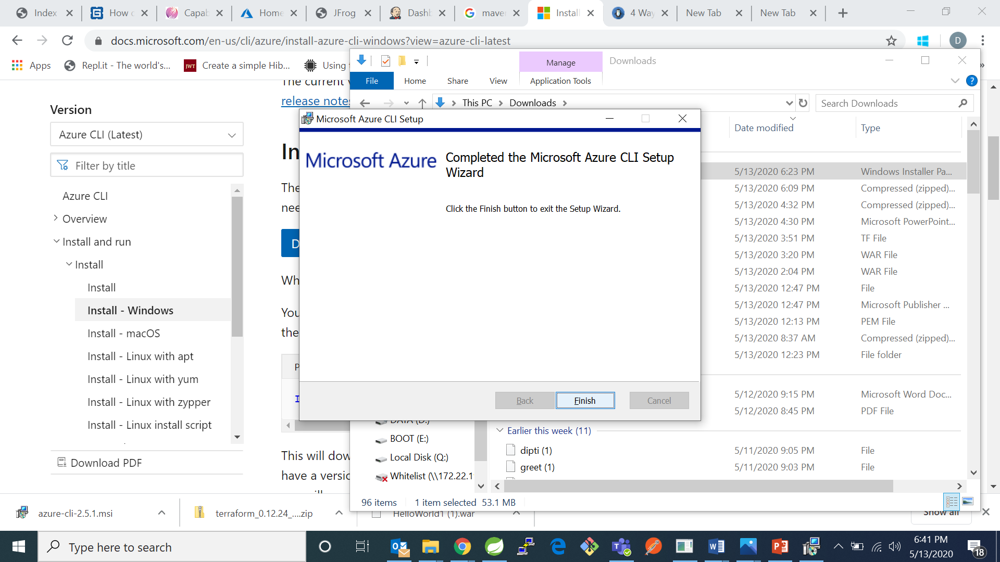 Index
How c
Capab
Home
JFrog
Dashb
maven
Install
4 Way
New Tab
New Tab
docs.microsoft.com/en-us/cli/azure/install-azure-cli-windows?view=azure-cli-latest
D
Apps
Repl.it - The world's...
JWT
Create a simple Hib...
Using
»
Manage
Downloads
File
Home
Share
View
Application Tools
This PC
Downloads
Search Downloads
The current v
release notes
Version
Azure CLI (Latest)
Filter by title
Azure CLI
Overview
Install and run
Install
Install
Install - Windows
Install - macOS
Install - Linux with apt
Install - Linux with yum
Install - Linux with zypper
Install - Linux install script
Download PDF
In
The
nee
D
Wh
You
the
P
I
This will dow
have a versio
Microsoft Azure CLI Setup
Microsoft Azure
Completed the Microsoft Azure CLI Setup
Wizard
Click the Finish button to exit the Setup Wizard.
Back
Finish
Cancel
Date modified
Type
5/13/2020 6:23 PM
Windows Installer Pa...
5/13/2020 6:09 PM
Compressed (zipped)...
5/13/2020 4:32 PM
Compressed (zipped)...
5/13/2020 4:30 PM
Microsoft PowerPoint...
5/13/2020 3:51 PM
TF File
5/13/2020 3:20 PM
WAR File
5/13/2020 2:04 PM
WAR File
5/13/2020 12:47 PM
File
5/13/2020 12:47 PM
Microsoft Publisher ...
5/13/2020 12:13 PM
PEM File
5/13/2020 8:37 AM
Compressed (zipped)...
5/13/2020 12:23 PM
File folder
5/12/2020 9:15 PM
Microsoft Word Doc...
5/12/2020 8:45 PM
PDF File
DATA (D:)
BOOT (E:)
Local Disk (Q:)
Whitelist (\\172.22.1
Earlier this week (11)
dipti (1)
5/11/2020 9:05 PM
File
greet (1)
5/11/2020 9:03 PM
File
96 items
1 item selected
53.1 MB
azure-cli-2.5.1.msi
terraform_0.12.24_....zip
HelloWorld1 (1).war
Show all
Type here to search
6:41 PM
5/13/2020
18